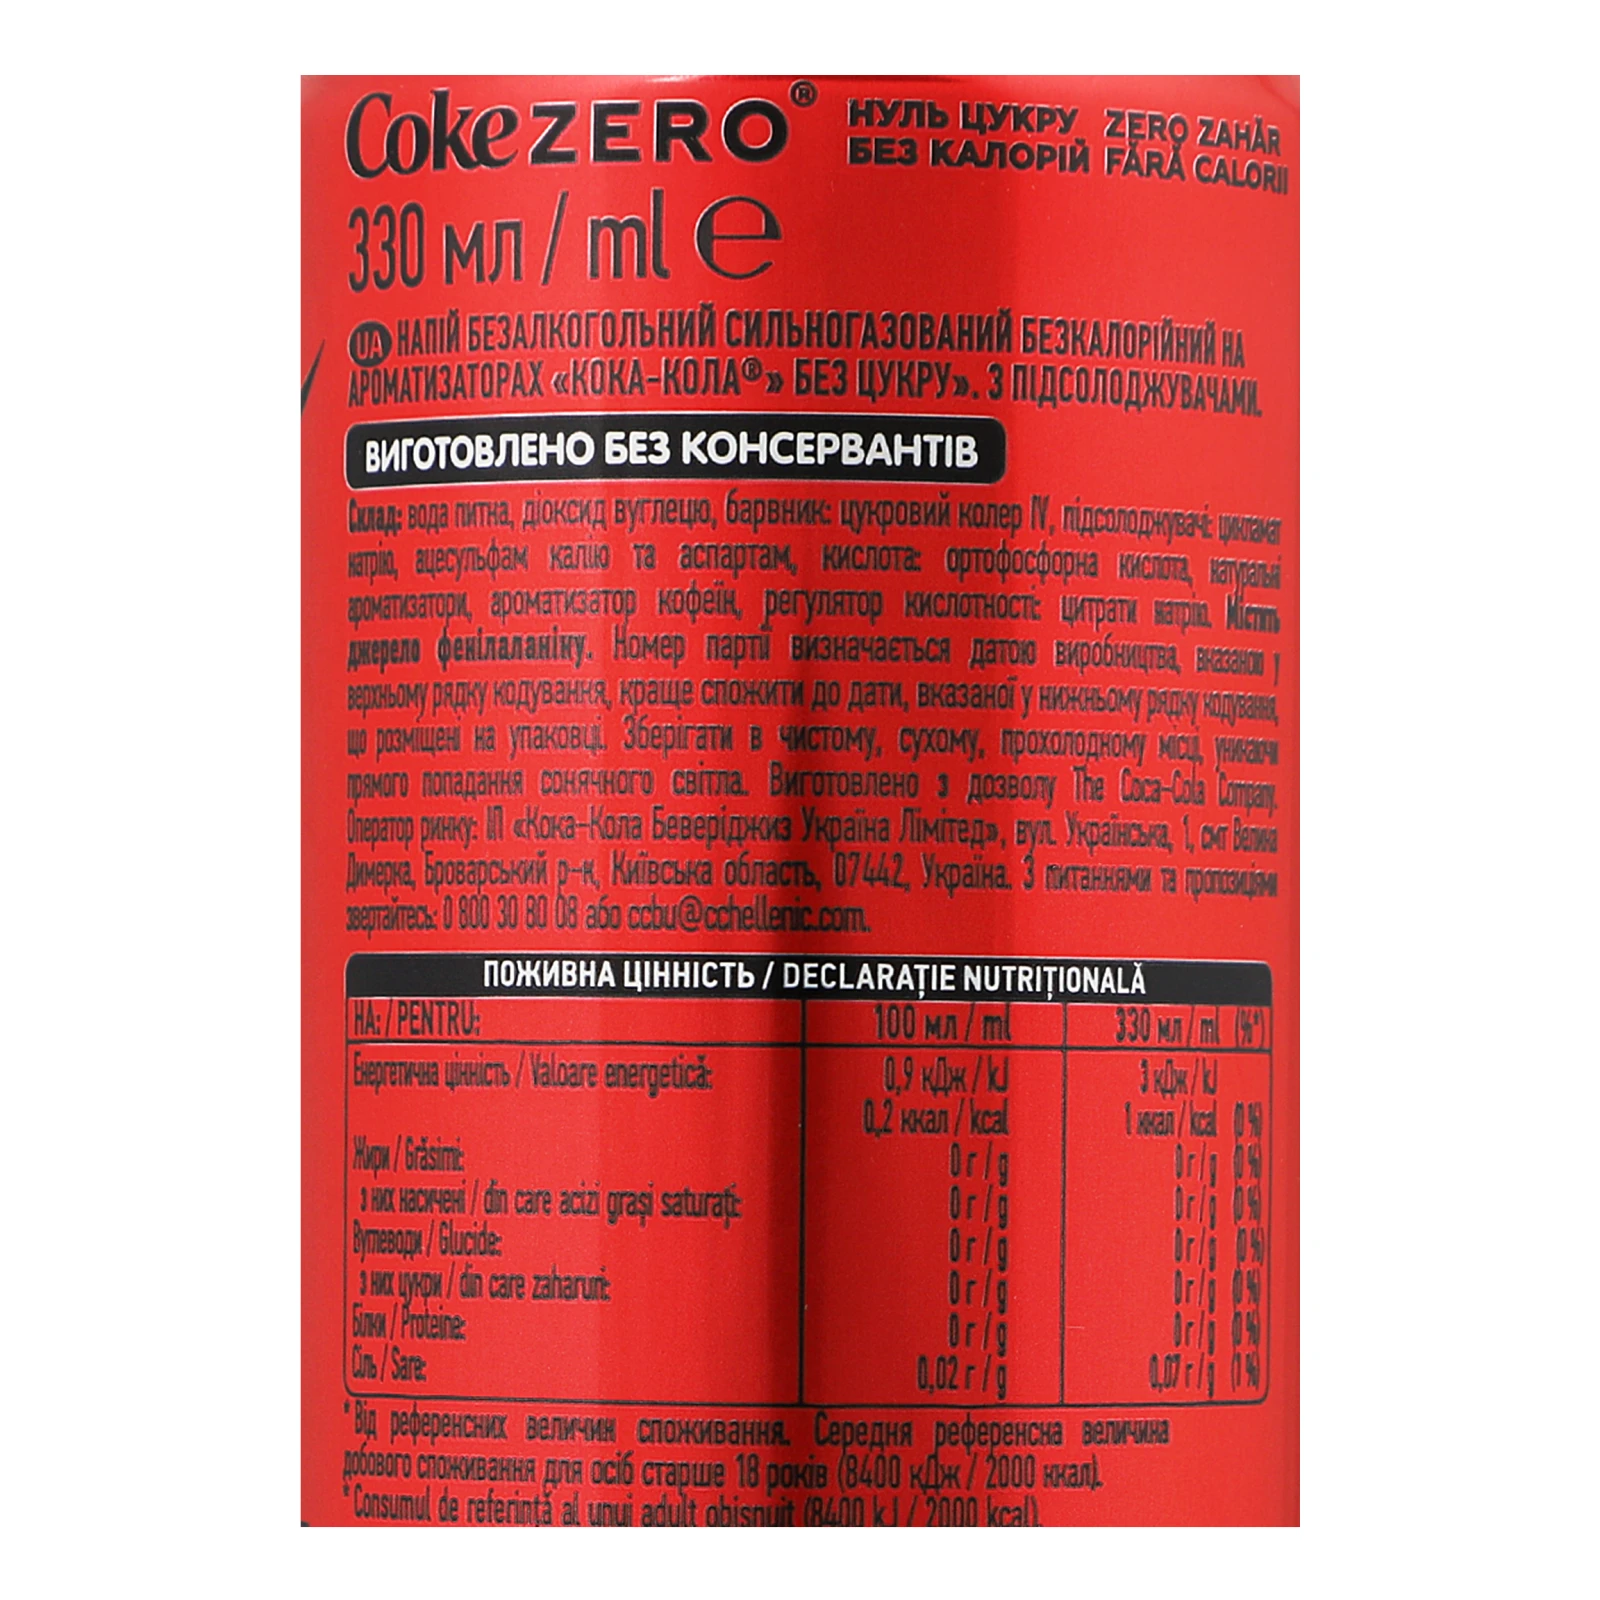 Coke ZERO®
НУЛЬ ЦУКРУ
БЕЗ КАЛОРІЙ
ZERO ZAHĂR
FĂRĂ CALORII
330 мл / ml e
UA НАПІЙ БЕЗАЛКОГОЛЬНИЙ СИЛЬНОГАЗОВАНИЙ БЕЗКАЛОРІЙНИЙ НА
АРОМАТИЗАТОРАХ «КОКА-КОЛА®» БЕЗ ЦУКРУ». З ПІДСОЛОДЖУВАЧАМИ.
ВИГОТОВЛЕНО БЕЗ КОНСЕРВАНТІВ
Склад: вода питна, діоксид вуглецю, барвник: цукровий колер IV, підсолоджувачі: цикламат
натрію, ацесульфам калію та аспартам, кислота: ортофосфорна кислота, натуральні
ароматизатори, ароматизатор кофеїн, регулятор кислотності: цитрати натрію. Містить
джерело фенілаланіну. Номер партії визначається датою виробництва, вказаною у
верхньому рядку кодування, краще спожити до дати, вказаної у нижньому рядку кодування,
що розміщені на упаковці. Зберігати в чистому, сухому, прохолодному місці, уникаючи
прямого попадання сонячного світла. Виготовлено з дозволу The Coca-Cola Company.
Оператор ринку: ІП «Кока-Кола Беверіджиз Україна Лімітед», вул. Українська, 1, смт Велика
Димерка, Броварський р-н, Київська область, 07442, Україна. З питаннями та пропозиціями
звертайтесь: 0 800 30 80 08 або ccbu@cchellenic.com.
ПОЖИВНА ЦІННІСТЬ / DECLARAȚIE NUTRIȚIONALĂ
НА: / PENTRU: 100 мл / ml 330 мл / ml (%*)
Енергетична цінність / Valoare energetică: 0,9 кДж / kJ 3 кДж / kJ
0,2 ккал / kcal 1 ккал / kcal (0 %)
Жири / Grăsimi: 0 г / g 0 г / g (0 %)
з них насичені / din care acizi grași saturați: 0 г / g 0 г / g (0 %)
Вуглеводи / Glucide: 0 г / g 0 г / g (0 %)
з них цукри / din care zaharuri: 0 г / g 0 г / g (0 %)
Білки / Proteine: 0 г / g 0 г / g (0 %)
Сіль / Sare: 0,02 г / g 0,07 г / g (1 %)
*Від референсних величин споживання. Середня референсна величина
добового споживання для осіб старше 18 років (8400 кДж / 2000 ккал).
*Consumul de referință al unui adult obișnuit (8400 kJ / 2000 kcal).